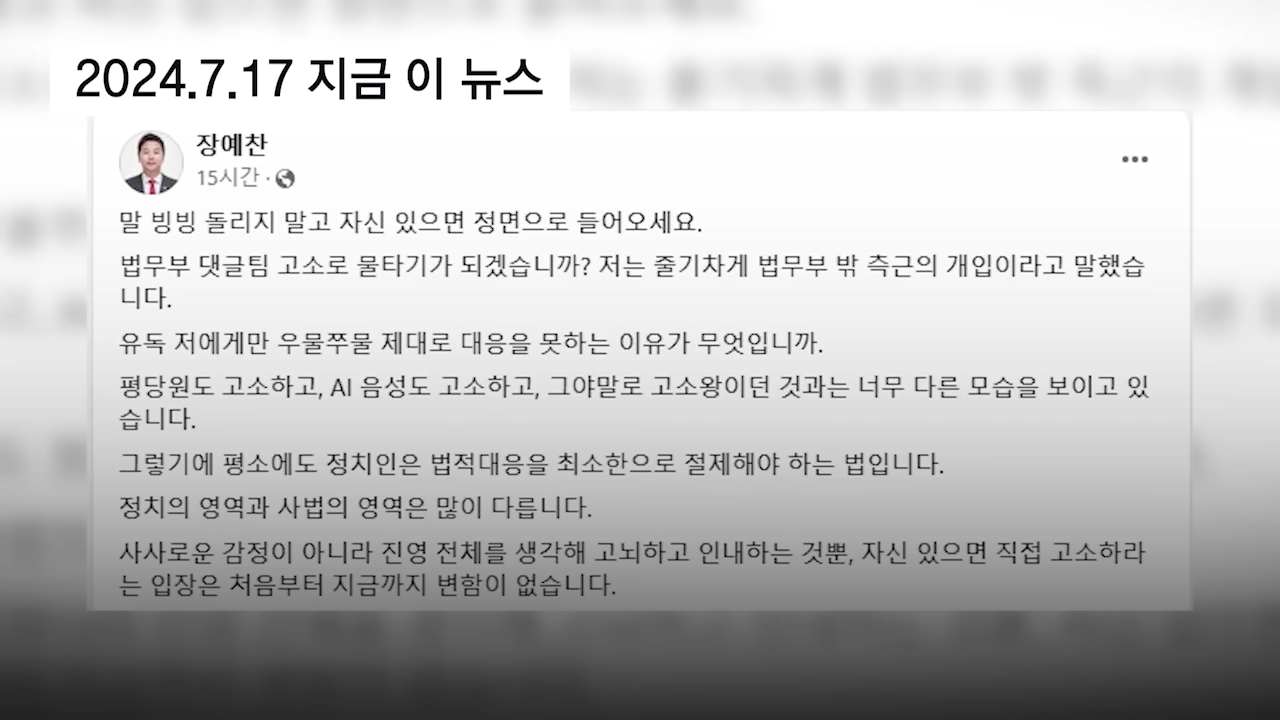 2024.7.17 지금 이 뉴스
장예찬
15시간 ·
말 빙빙 돌리지 말고 자신 있으면 정면으로 들어오세요.
법무부 댓글팀 고소로 물타기가 되겠습니까? 저는 줄기차게 법무부 밖 측근의 개입이라고 말했습
니다.
유독 저에게만 우물쭈물 제대로 대응을 못하는 이유가 무엇입니까.
평당원도 고소하고, AI 음성도 고소하고, 그야말로 고소왕이던 것과는 너무 다른 모습을 보이고 있
습니다.
그렇기에 평소에도 정치인은 법적대응을 최소한으로 절제해야 하는 법입니다.
정치의 영역과 사법의 영역은 많이 다릅니다.
사사로운 감정이 아니라 진영 전체를 생각해 고뇌하고 인내하는 것뿐, 자신 있으면 직접 고소하라
는 입장은 처음부터 지금까지 변함이 없습니다.